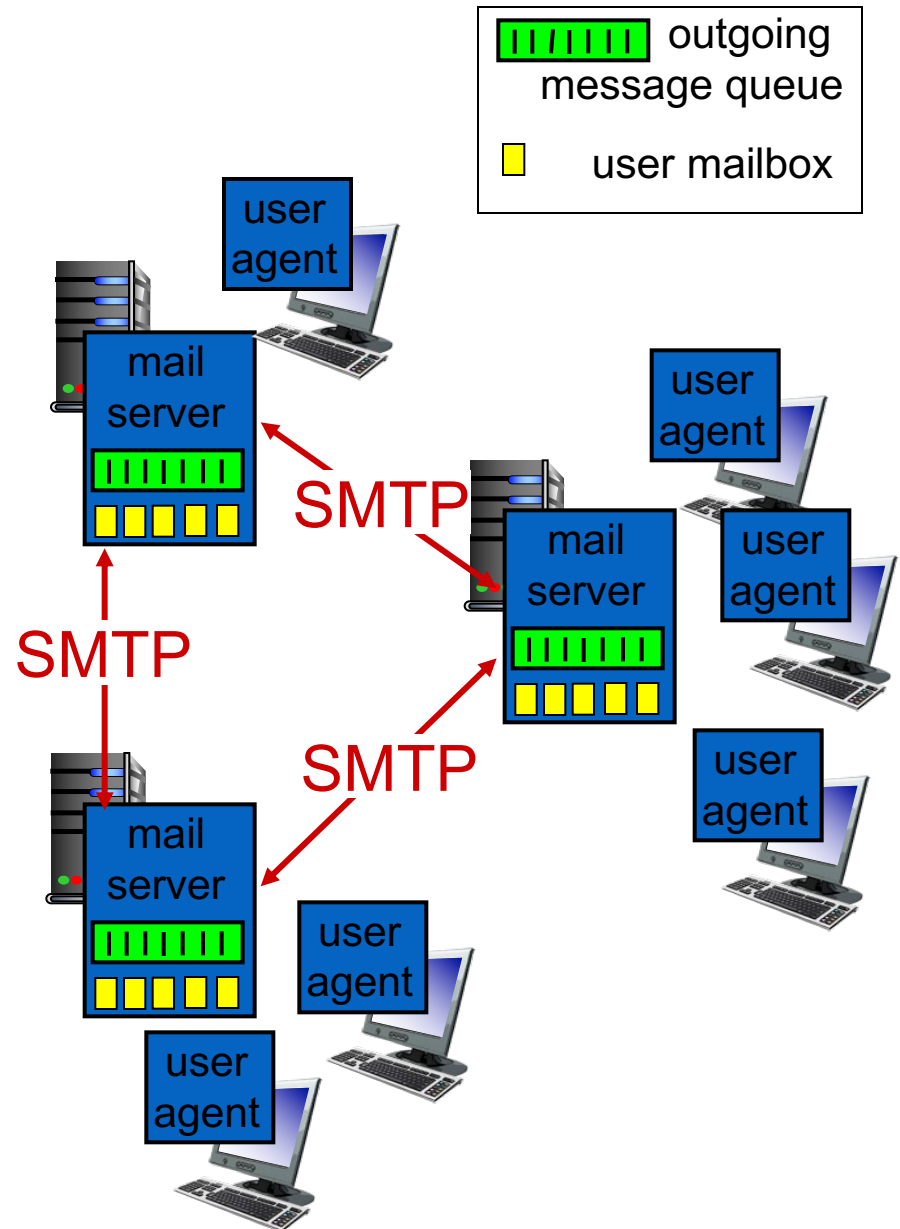 outgoing
message queue
user mailbox
user
agent
mail
server
SMTP
user
agent
mail
server
user
agent
SMTP
SMTP
user
agent
mail
server
user
agent
user
agent